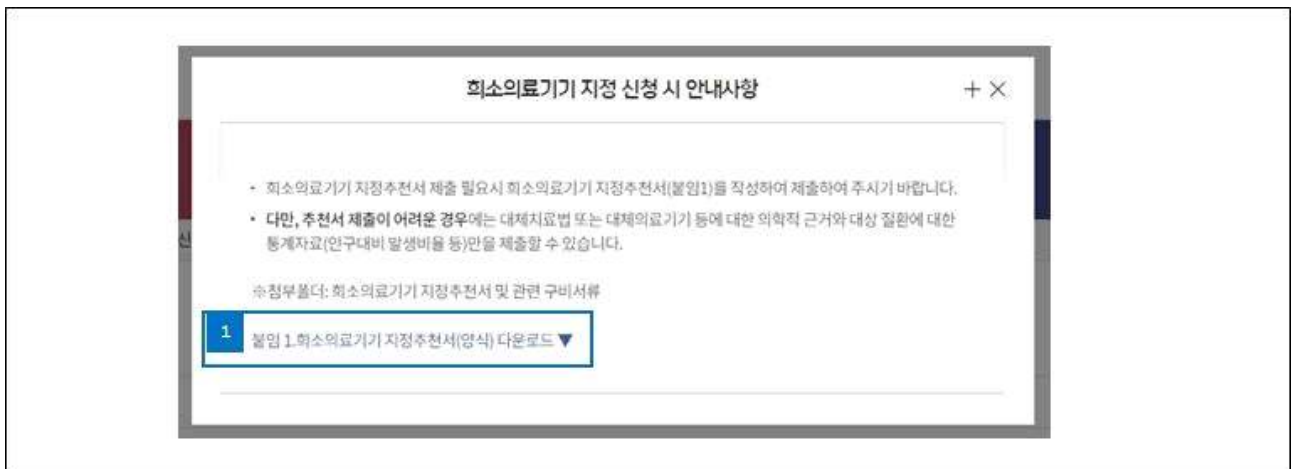 희소의료기기 지정 신청 시 안내사항
• 희소의료기기 지정추천서 제출 필요시 희소의료기기 지정추천서(붙임1)를 작성하여 제출하여 주시기 바랍니다.
• 다만, 추천서 제출이 어려운 경우에는 대체치료법 또는 대체의료기기 등에 대한 의학적 근거와 대상 질환에 대한
통계자료(인구대비 발생비율 등)만을 제출할 수 있습니다.
신
※첨부폴더: 희소의료기기 지정추천서 및 관련 구비서류
1
붙임 1.희소의료기기 지정추천서(양식) 다운로드 ▼